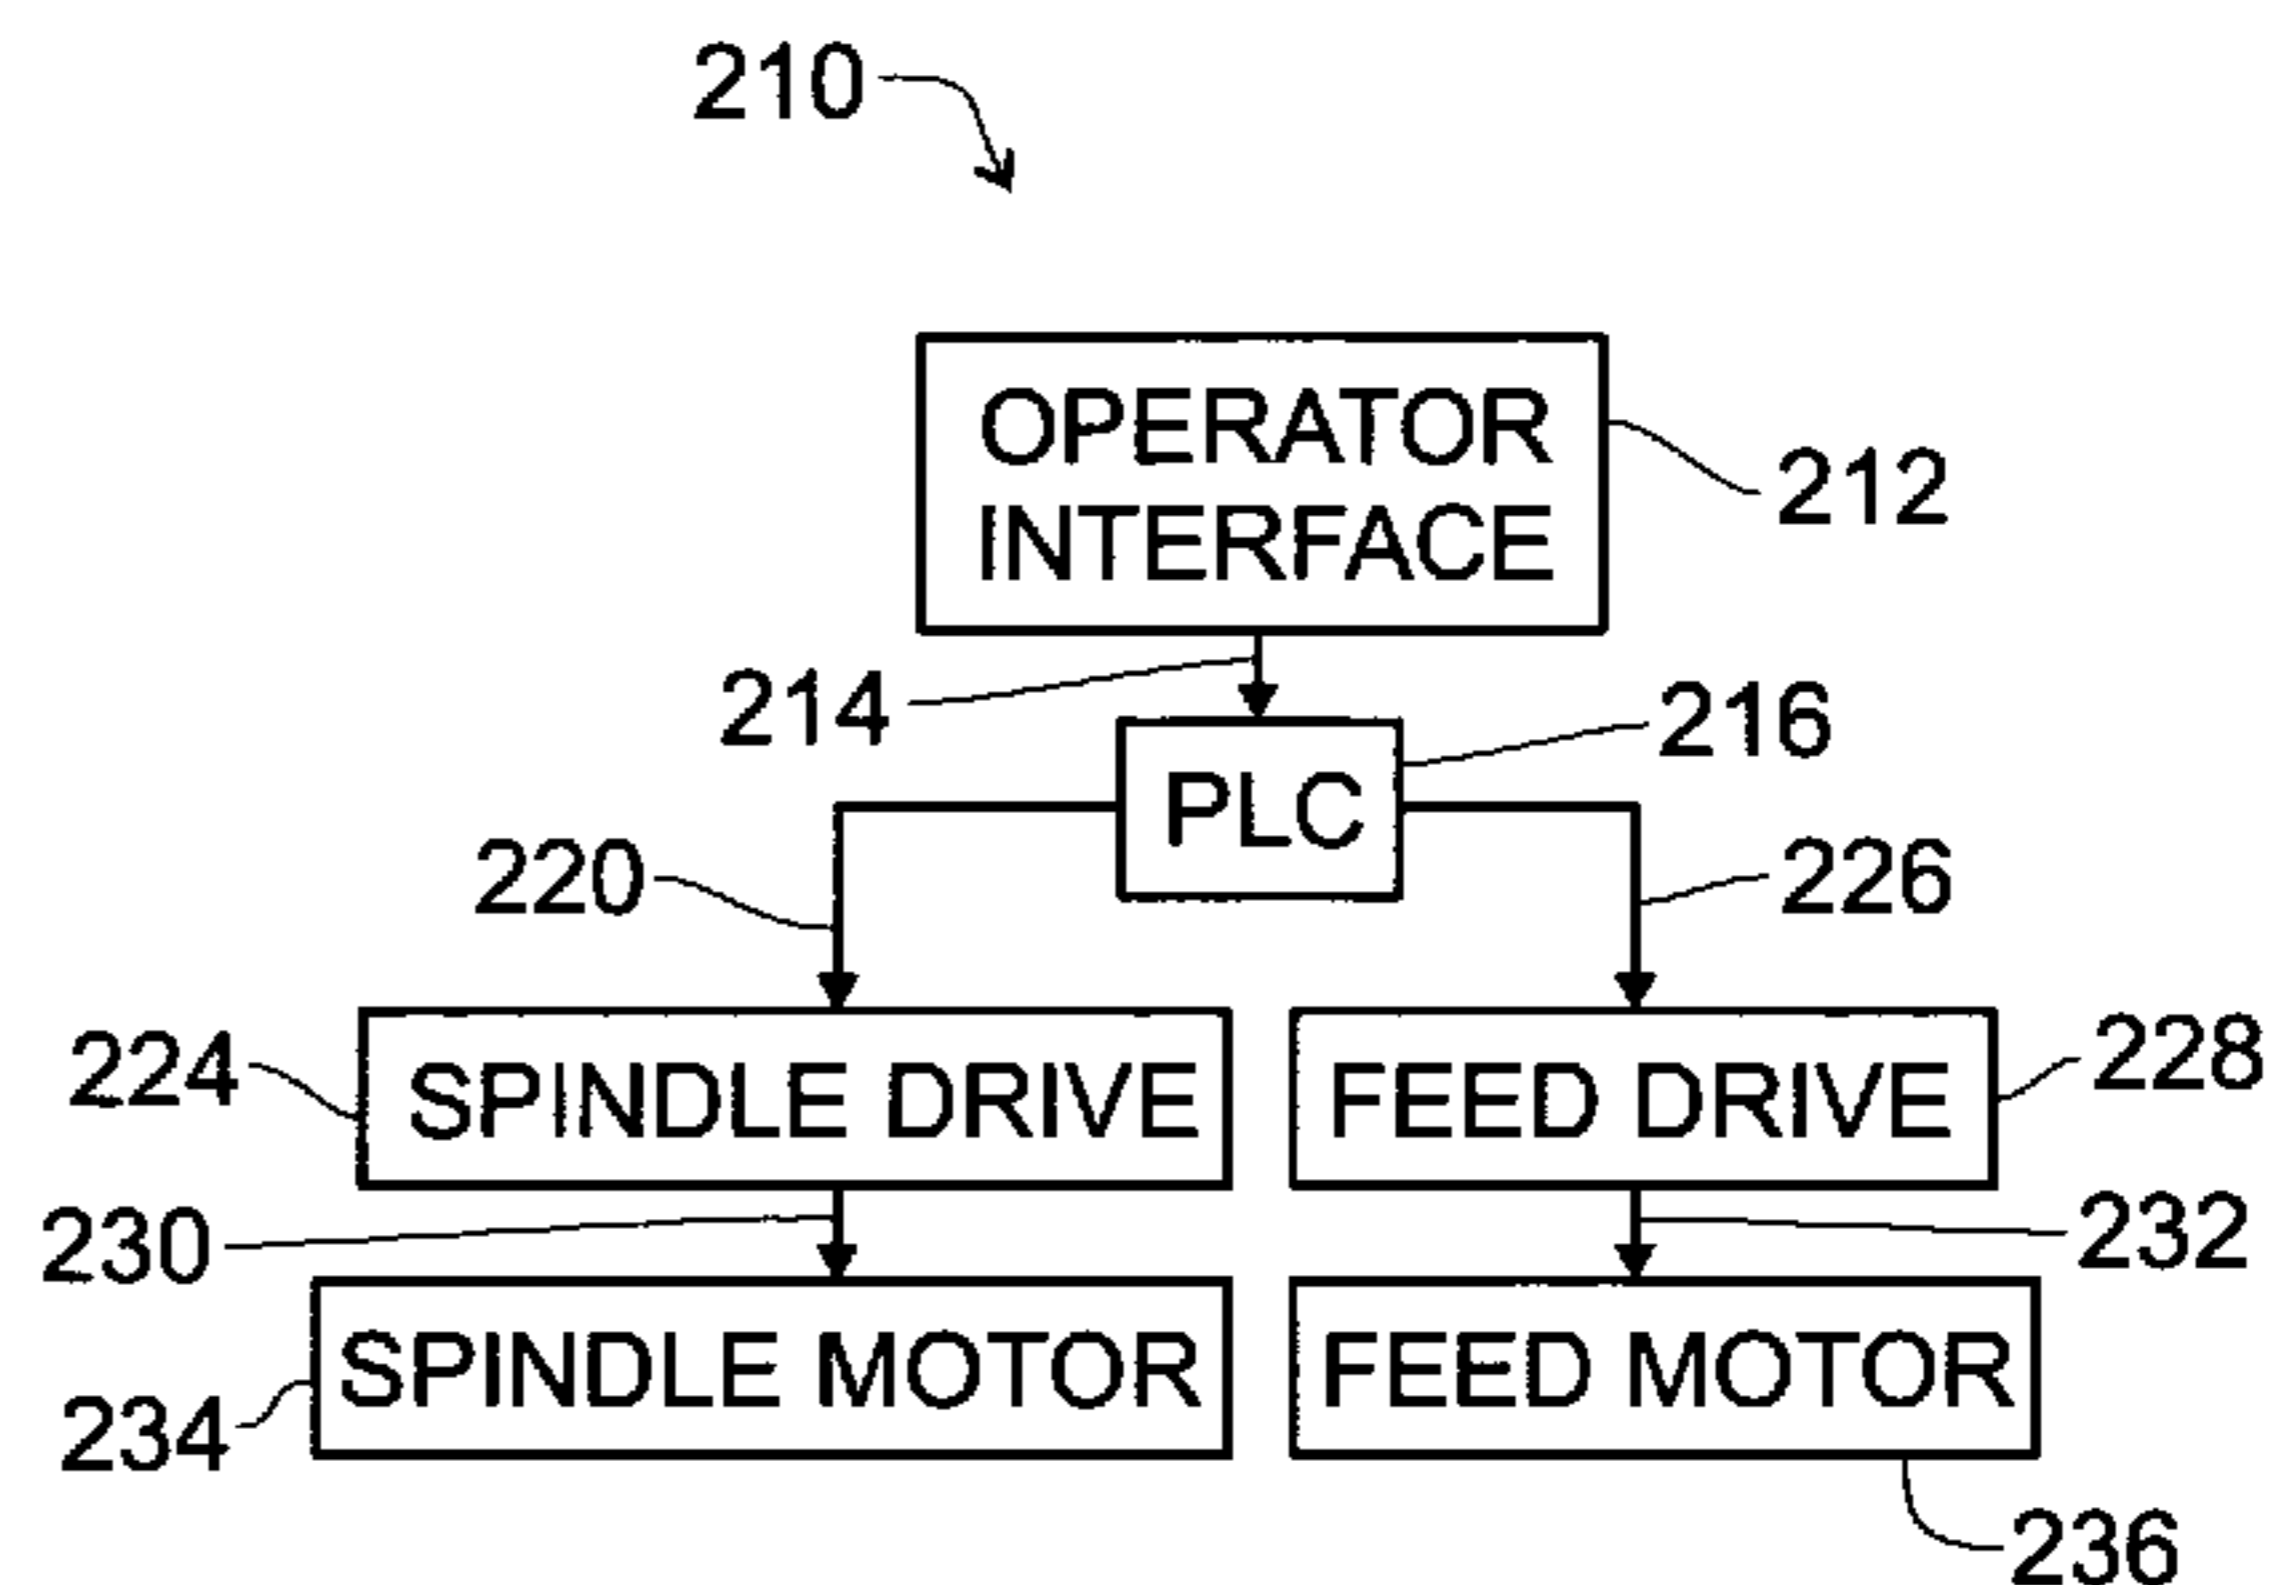 210
OPERATOR
INTERFACE
212
214
216
PLC
220
226
224
SPINDLE DRIVE
FEED DRIVE
228
230
232
SPINDLE MOTOR
FEED MOTOR
234
236